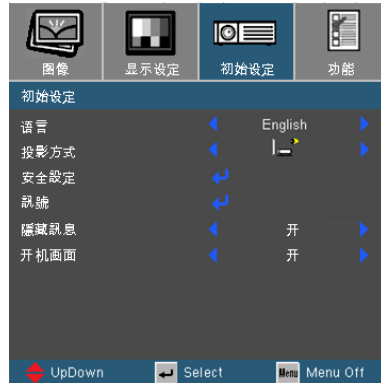 图像 显示设定 初始设定 功能
初始设定
语言 English
投影方式
安全設定
訊號
隱藏訊息 开
开机画面 开
UpDown Select Menu Menu Off